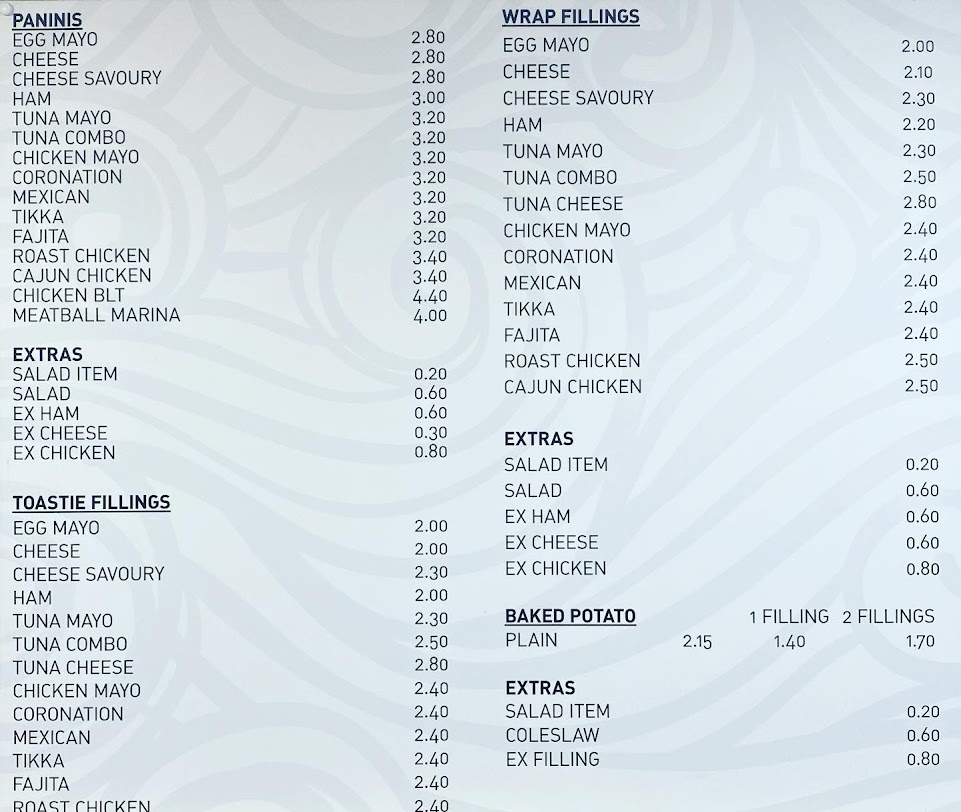 PANINIS
EGG MAYO 2.80
CHEESE 2.80
CHEESE SAVOURY 2.80
HAM 3.00
TUNA MAYO 3.20
TUNA COMBO 3.20
CHICKEN MAYO 3.20
CORONATION 3.20
MEXICAN 3.20
TIKKA 3.20
FAJITA 3.20
ROAST CHICKEN 3.40
CAJUN CHICKEN 3.40
CHICKEN BLT 4.40
MEATBALL MARINA 4.00
EXTRAS
SALAD ITEM 0.20
SALAD 0.60
EX HAM 0.60
EX CHEESE 0.30
EX CHICKEN 0.80
TOASTIE FILLINGS
EGG MAYO 2.00
CHEESE 2.00
CHEESE SAVOURY 2.30
HAM 2.00
TUNA MAYO 2.30
TUNA COMBO 2.50
TUNA CHEESE 2.80
CHICKEN MAYO 2.40
CORONATION 2.40
MEXICAN 2.40
TIKKA 2.40
FAJITA 2.40
ROAST CHICKEN 2.40
WRAP FILLINGS
EGG MAYO 2.00
CHEESE 2.10
CHEESE SAVOURY 2.30
HAM 2.20
TUNA MAYO 2.30
TUNA COMBO 2.50
TUNA CHEESE 2.80
CHICKEN MAYO 2.40
CORONATION 2.40
MEXICAN 2.40
TIKKA 2.40
FAJITA 2.40
ROAST CHICKEN 2.50
CAJUN CHICKEN 2.50
EXTRAS
SALAD ITEM 0.20
SALAD 0.60
EX HAM 0.60
EX CHEESE 0.60
EX CHICKEN 0.80
BAKED POTATO 1 FILLING 2 FILLINGS
PLAIN 2.15 1.40 1.70
EXTRAS
SALAD ITEM 0.20
COLESLAW 0.60
EX FILLING 0.80